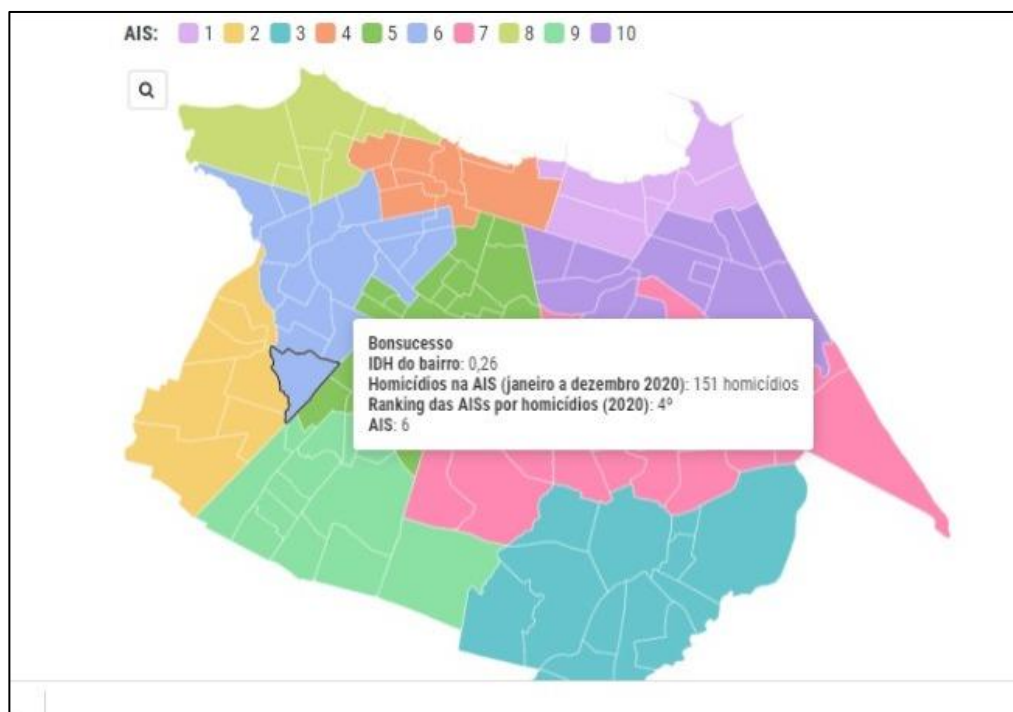 AIS: 1 2 3 4 5 6 7 8 9 10
Bonsucesso
IDH do bairro: 0,26
Homicídios na AIS (janeiro a dezembro 2020): 151 homicídios
Ranking das AISs por homicídios (2020): 4º
AIS: 6